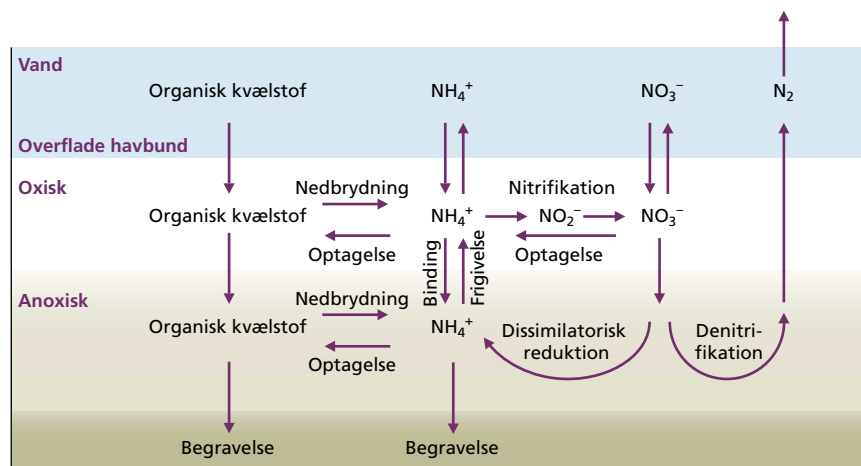 Vand
Organisk kvælstof NH₄⁺ NO₃⁻ N₂
Overflade havbund
Oxisk Nedbrydning Nitrifikation
Organisk kvælstof NH₄⁺ NO₂⁻ NO₃⁻
Optagelse Optagelse
Binding
Frigivelse
Anoxisk Nedbrydning
Organisk kvælstof NH₄⁺ Dissimilatorisk Denitri-
reduktion fikation
Optagelse
Begravelse Begravelse